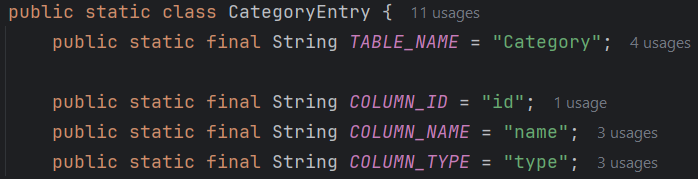 public static class CategoryEntry { 11 usages
public static final String TABLE_NAME = "Category"; 4 usages
public static final String COLUMN_ID = "id"; 1 usage
public static final String COLUMN_NAME = "name"; 3 usages
public static final String COLUMN_TYPE = "type"; 3 usages